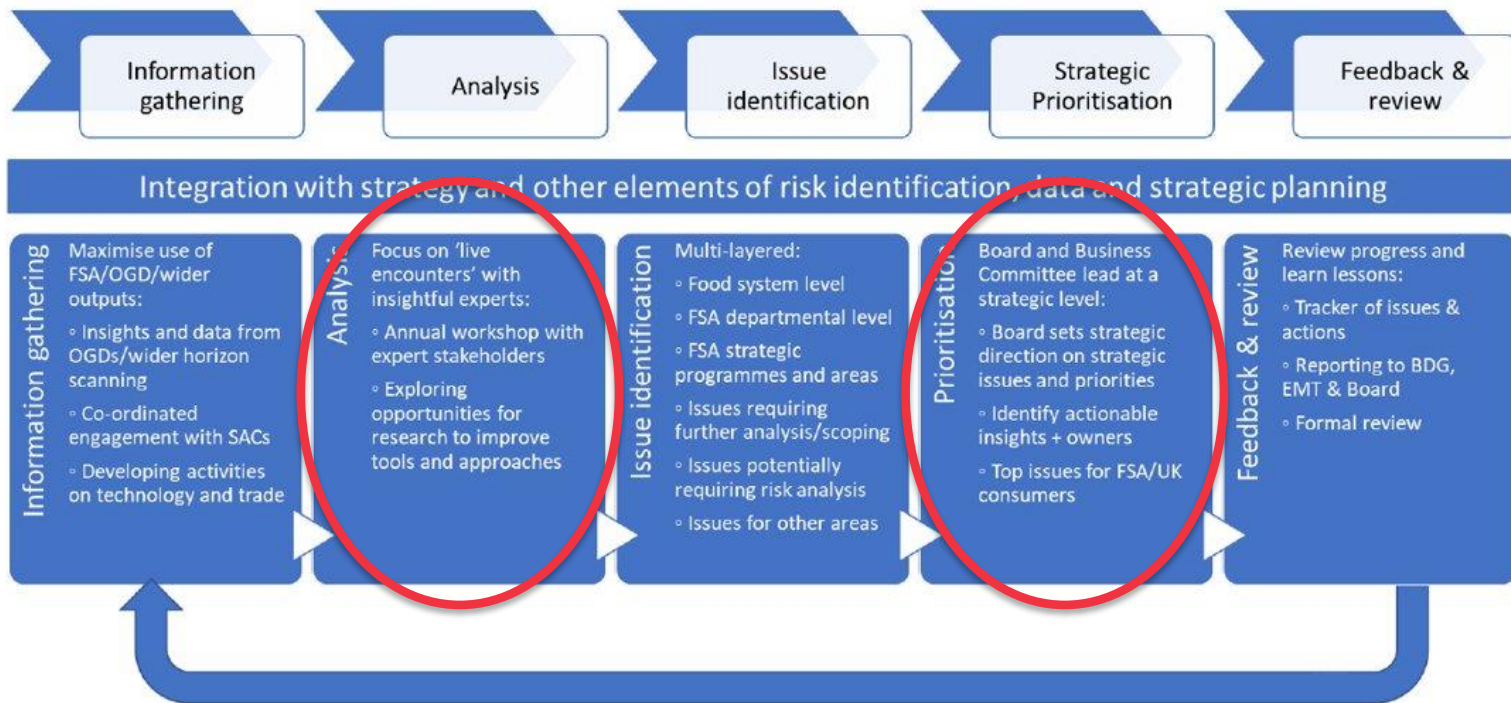 Information
gathering
Analysis
Issue
identification
Strategic
Prioritisation
Feedback &
review
Integration with strategy and other elements of risk identification, data and strategic planning
Information gathering
Maximise use of
FSA/OGD/wider
outputs:
◦ Insights and data from
OGDs/wider horizon
scanning
◦ Co-ordinated
engagement with SACs
◦ Developing activities
on technology and trade
Analysis
Focus on ‘live
encounters’ with
insightful experts:
◦ Annual workshop with
expert stakeholders
◦ Exploring
opportunities for
research to improve
tools and approaches
Issue identification
Multi-layered:
◦ Food system level
◦ FSA departmental level
◦ FSA strategic
programmes and areas
◦ Issues requiring
further analysis/scoping
◦ Issues potentially
requiring risk analysis
◦ Issues for other areas
Prioritisation
Board and Business
Committee lead at a
strategic level:
◦ Board sets strategic
direction on strategic
issues and priorities
◦ Identify actionable
insights + owners
◦ Top issues for FSA/UK
consumers
Feedback & review
Review progress and
learn lessons:
◦ Tracker of issues &
actions
◦ Reporting to BDG,
EMT & Board
◦ Formal review